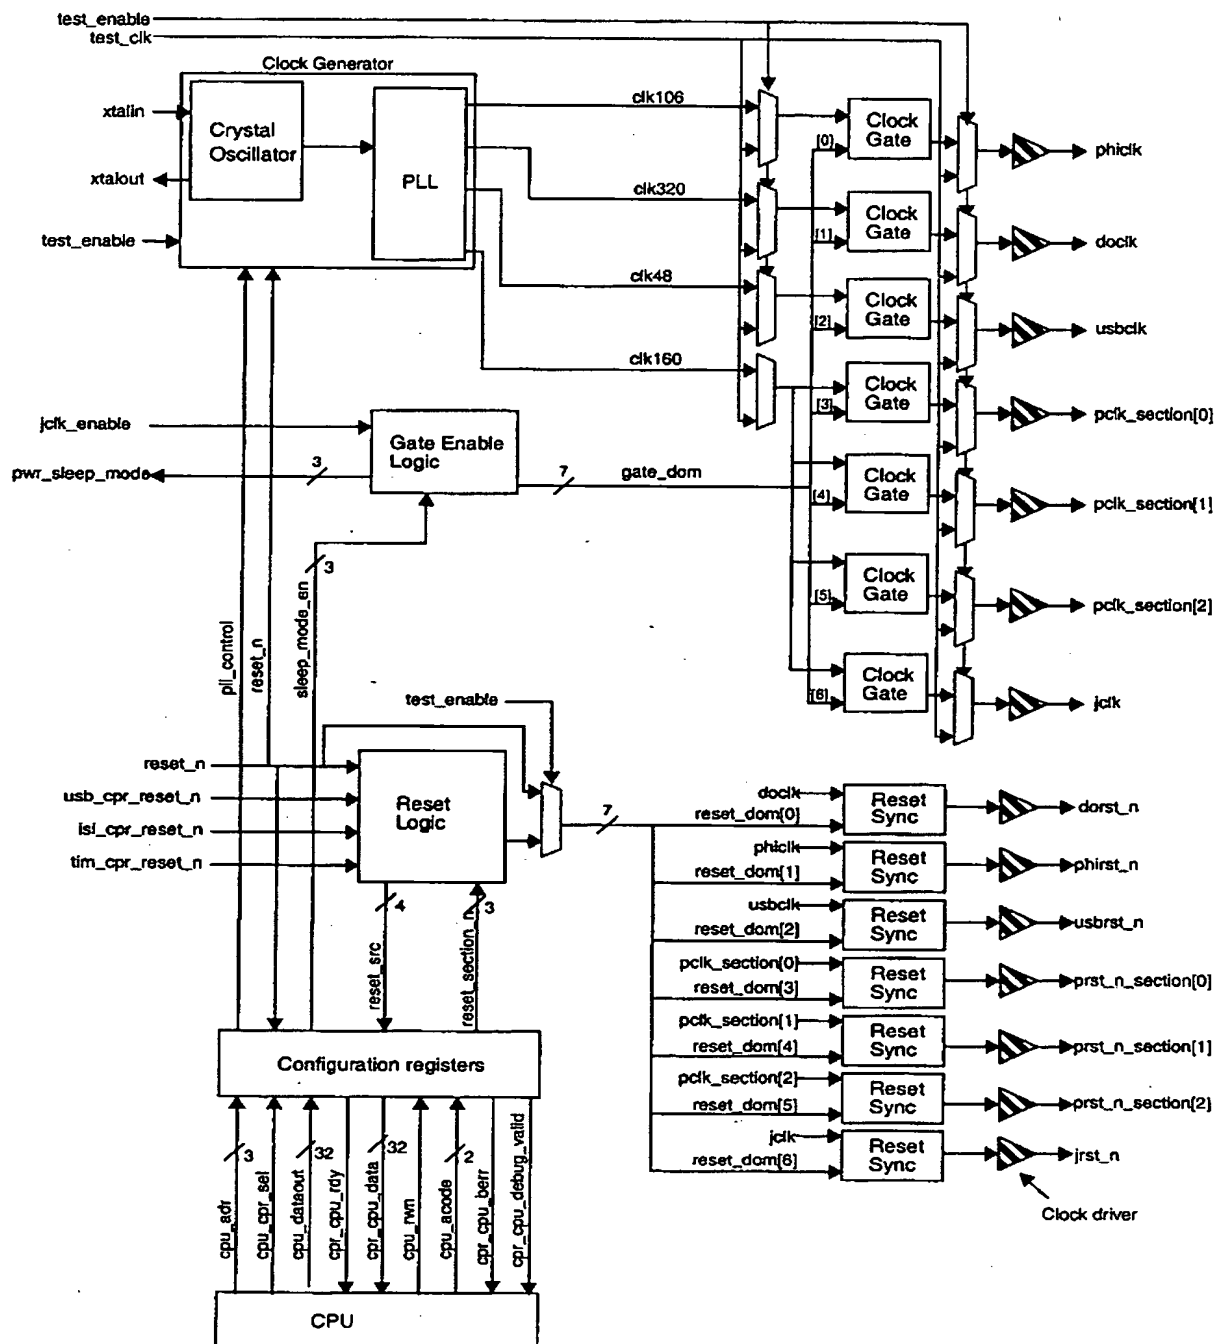 test_enable
test_clk
Clock Generator
xtalin
Crystal
Oscillator
xtalout
test_enable
PLL
clk106
clk320
clk48
clk160
[0]
Clock
Gate
phiclk
[1]
Clock
Gate
doclk
[2]
Clock
Gate
usbclk
[3]
Clock
Gate
pclk_section[0]
[4]
Clock
Gate
pclk_section[1]
[5]
Clock
Gate
pclk_section[2]
[6]
Clock
Gate
jclk
jclk_enable
pwr_sleep_mode
3
Gate Enable
Logic
7
gate_dom
3
pll_control
reset_n
sleep_mode_en
test_enable
reset_n
usb_cpr_reset_n
isi_cpr_reset_n
tim_cpr_reset_n
Reset
Logic
7
4
3
reset_src
reset_section_n
doclk
reset_dom[0]
Reset
Sync
dorst_n
phiclk
reset_dom[1]
Reset
Sync
phirst_n
usbclk
reset_dom[2]
Reset
Sync
usbrst_n
pclk_section[0]
reset_dom[3]
Reset
Sync
prst_n_section[0]
pclk_section[1]
reset_dom[4]
Reset
Sync
prst_n_section[1]
pclk_section[2]
reset_dom[5]
Reset
Sync
prst_n_section[2]
jclk
reset_dom[6]
Reset
Sync
jrst_n
Clock driver
Configuration registers
3
32
32
2
cpu_adr
cpu_cpr_sel
cpu_dataout
cpr_cpu_rdy
cpr_cpu_data
cpu_rwn
cpu_acode
cpr_cpu_berr
cpr_cpu_debug_valid
CPU